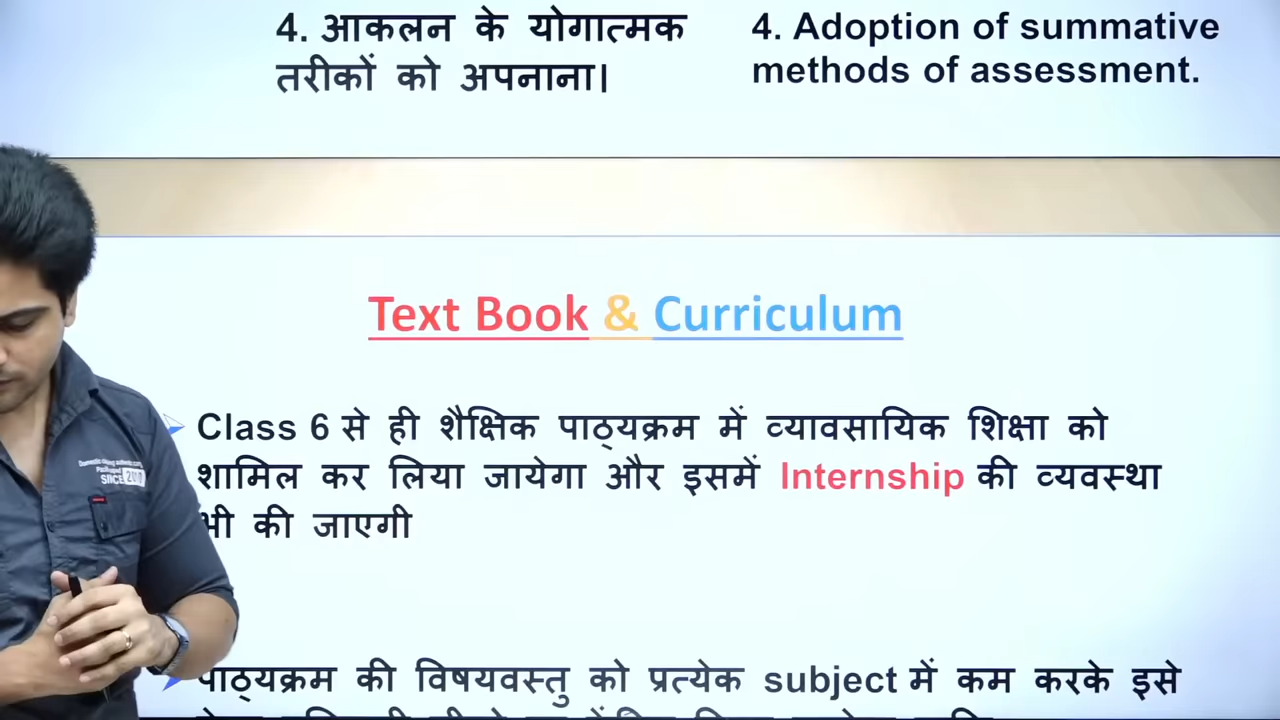 4. आकलन के योगात्मक
तरीकों को अपनाना।
4. Adoption of summative
methods of assessment.
Text Book & Curriculum
Class 6 से ही शैक्षिक पाठ्यक्रम में व्यावसायिक शिक्षा को
शामिल कर लिया जायेगा और इसमें Internship की व्यवस्था
भी की जाएगी
पाठ्यक्रम की विषयवस्तु को प्रत्येक subject में कम करके इसे
SINCE